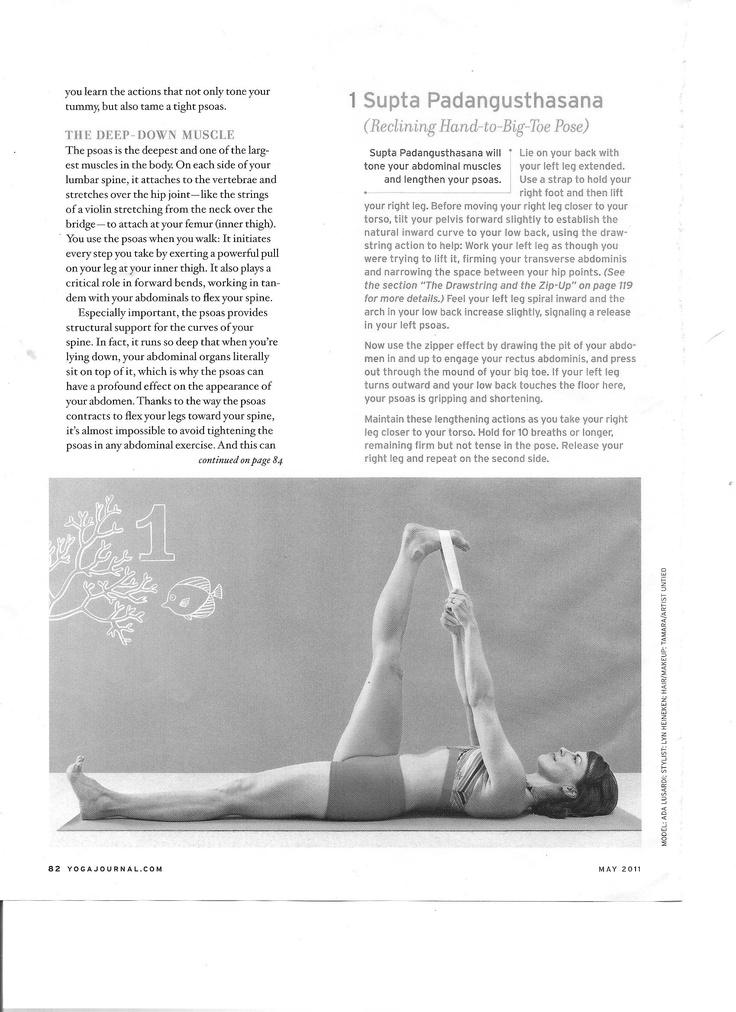 you learn the actions that not only tone your
tummy, but also tame a tight psoas.
THE DEEP-DOWN MUSCLE
The psoas is the deepest and one of the larg-
est muscles in the body. On each side of your
lumbar spine, it attaches to the vertebrae and
stretches over the hip joint—like the strings
of a violin stretching from the neck over the
bridge—to attach at your femur (inner thigh).
You use the psoas when you walk: It initiates
every step you take by exerting a powerful pull
on your leg at your inner thigh. It also plays a
critical role in forward bends, working in tan-
dem with your abdominals to flex your spine.
Especially important, the psoas provides
structural support for the curves of your
spine. In fact, it runs so deep that when you're
lying down, your abdominal organs literally
sit on top of it, which is why the psoas can
have a profound effect on the appearance of
your abdomen. Thanks to the way the psoas
contracts to flex your legs toward your spine,
it's almost impossible to avoid tightening the
psoas in any abdominal exercise. And this can
continued on page 84
1 Supta Padangusthasana
(Reclining Hand-to-Big-Toe Pose)
Supta Padangusthasana will
tone your abdominal muscles
and lengthen your psoas.
Lie on your back with
your left leg extended.
Use a strap to hold your
right foot and then lift
your right leg. Before moving your right leg closer to your
torso, tilt your pelvis forward slightly to establish the
natural inward curve to your low back, using the draw-
string action to help: Work your left leg as though you
were trying to lift it, firming your transverse abdominis
and narrowing the space between your hip points. (See
the section "The Drawstring and the Zip-Up" on page 119
for more details.) Feel your left leg spiral inward and the
arch in your low back increase slightly, signaling a release
in your left psoas.
Now use the zipper effect by drawing the pit of your abdo-
men in and up to engage your rectus abdominis, and press
out through the mound of your big toe. If your left leg
turns outward and your low back touches the floor here,
your psoas is gripping and shortening.
Maintain these lengthening actions as you take your right
leg closer to your torso. Hold for 10 breaths or longer,
remaining firm but not tense in the pose. Release your
right leg and repeat on the second side.
1
MODEL: ADA LUSARDI; STYLIST: LYN HEINEKEN; HAIR/MAKEUP: TAMARA/ARTIST UNTIED
82 YOGAJOURNAL.COM
MAY 2011